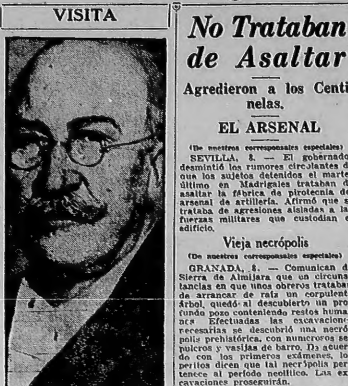 VISITA
No Trataban
de Asaltar
Agredieron a los Centi
nelas.
EL ARSENAL
(De nuestros corresponsales especiales)
SEVILLA, 8. — El gobernado
desmintió los rumores circulantes d
que los sujetos detenidos el marte
último en Madrigales trataban d
asaltar la fábrica de pirotecnia de
arsenal de artillería. Afirmó que s
trataba de agresiones aisladas a la
fuerzas militares que custodian e
edificio.
Vieja necrópolis
(De nuestros corresponsales especiales)
GRANADA, 8. — Comunican d
Sierra de Almijara que en circuns
tancias en que unos obreros trataba
de arrancar de raíz un corpulent
árbol, quedó al descubierto un pro
fundo pozo conteniendo restos huma
nos. Efectuadas las excavacione
necesarias se descubrió una necró
polis prehistórica, con numerosos se
pulcros y vasijas de barro. De acuer
do con los primeros exámenes, lo
peritos dicen que tal necrópolis per
tenece al período neolítico. Las ex
cavaciones proseguirán.